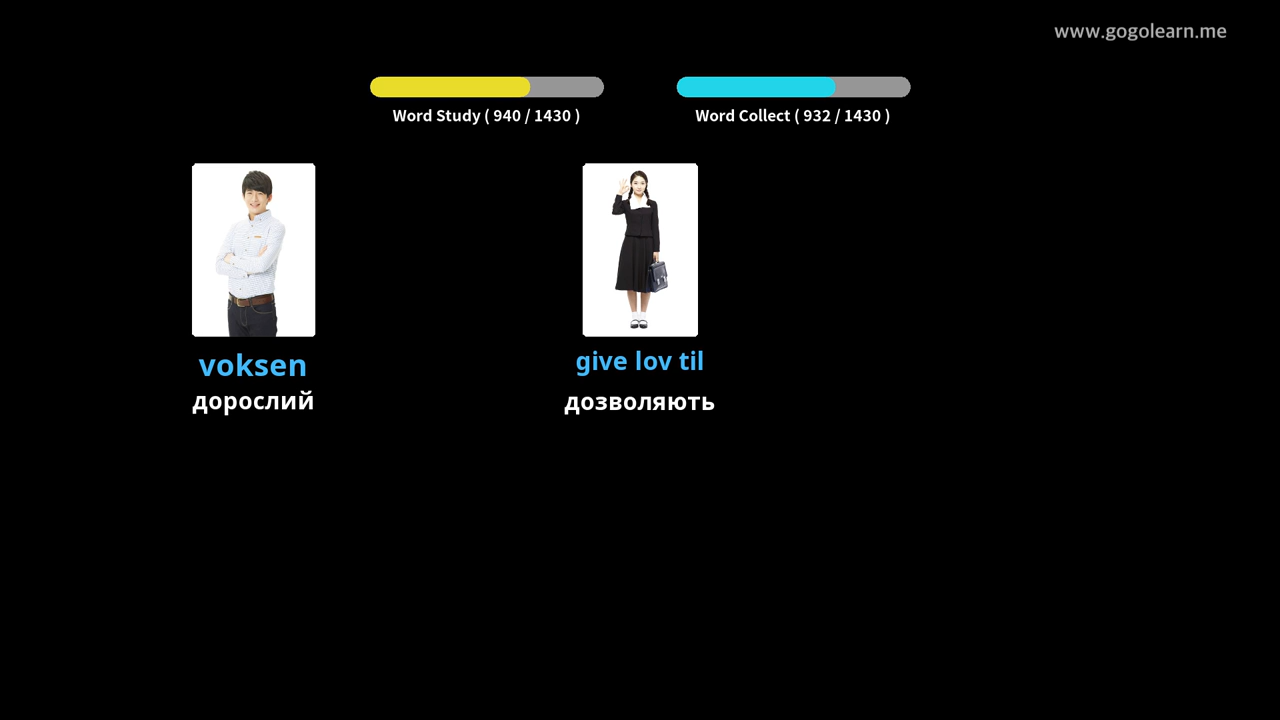 www.gogolearn.me
Word Study ( 940 / 1430 )
Word Collect ( 932 / 1430 )
voksen
дорослий
give lov til
дозволяють